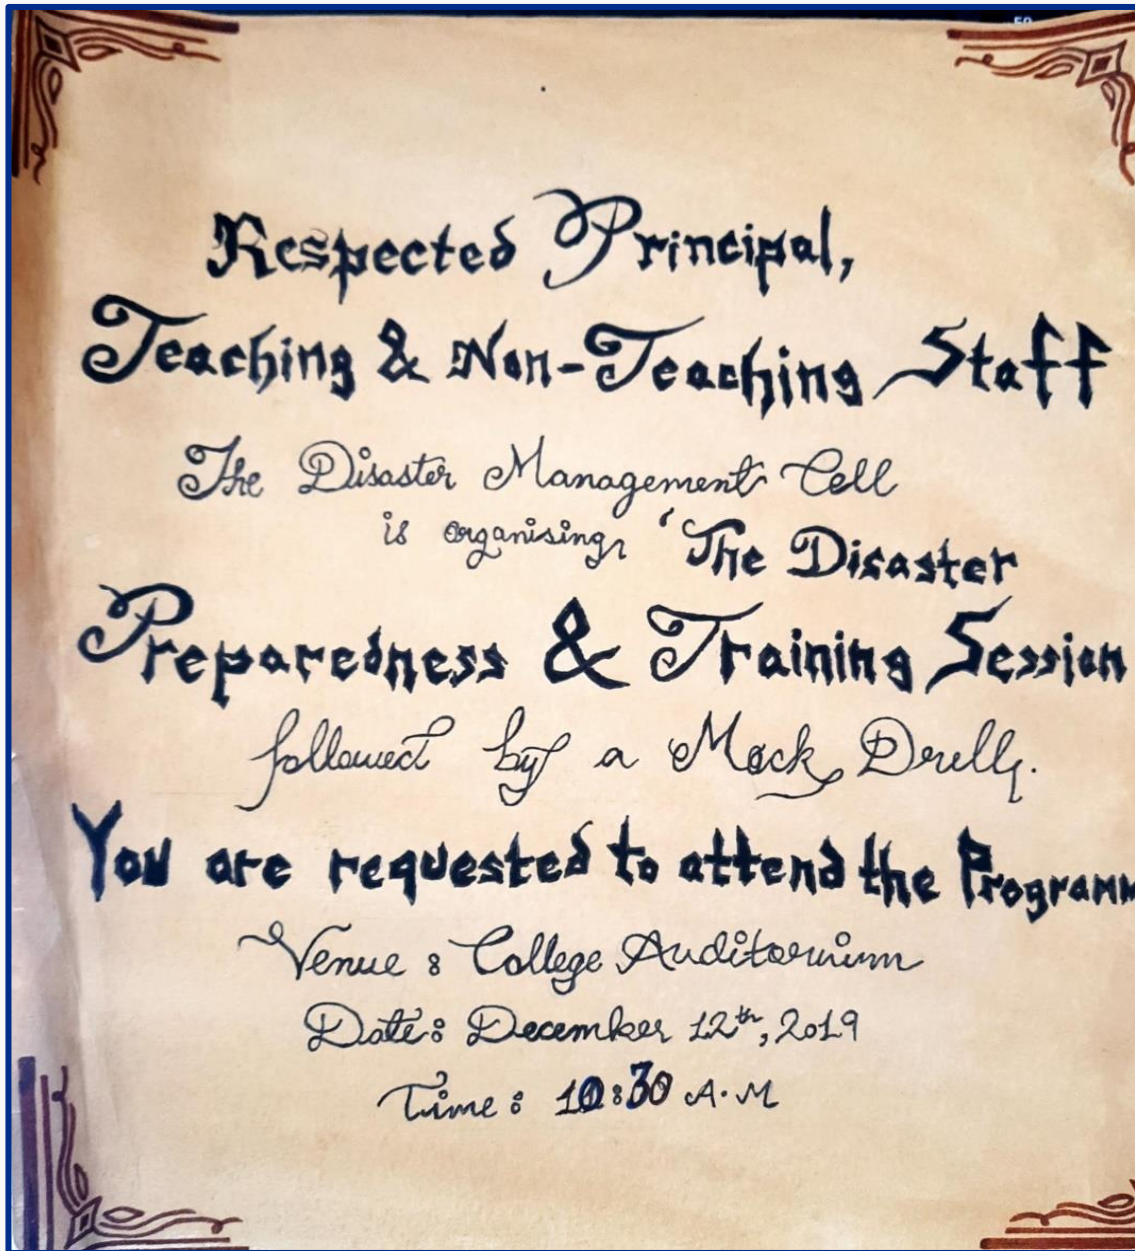 Respected Principal,
Teaching & Non-Teaching Staff
The Disaster Management Cell
is organising, 'The Disaster
Preparedness & Training Session
followed by a Mock Drill.
You are requested to attend the Program
Venue : College Auditorium
Date: December 12th, 2019
Time: 10:30 A.M